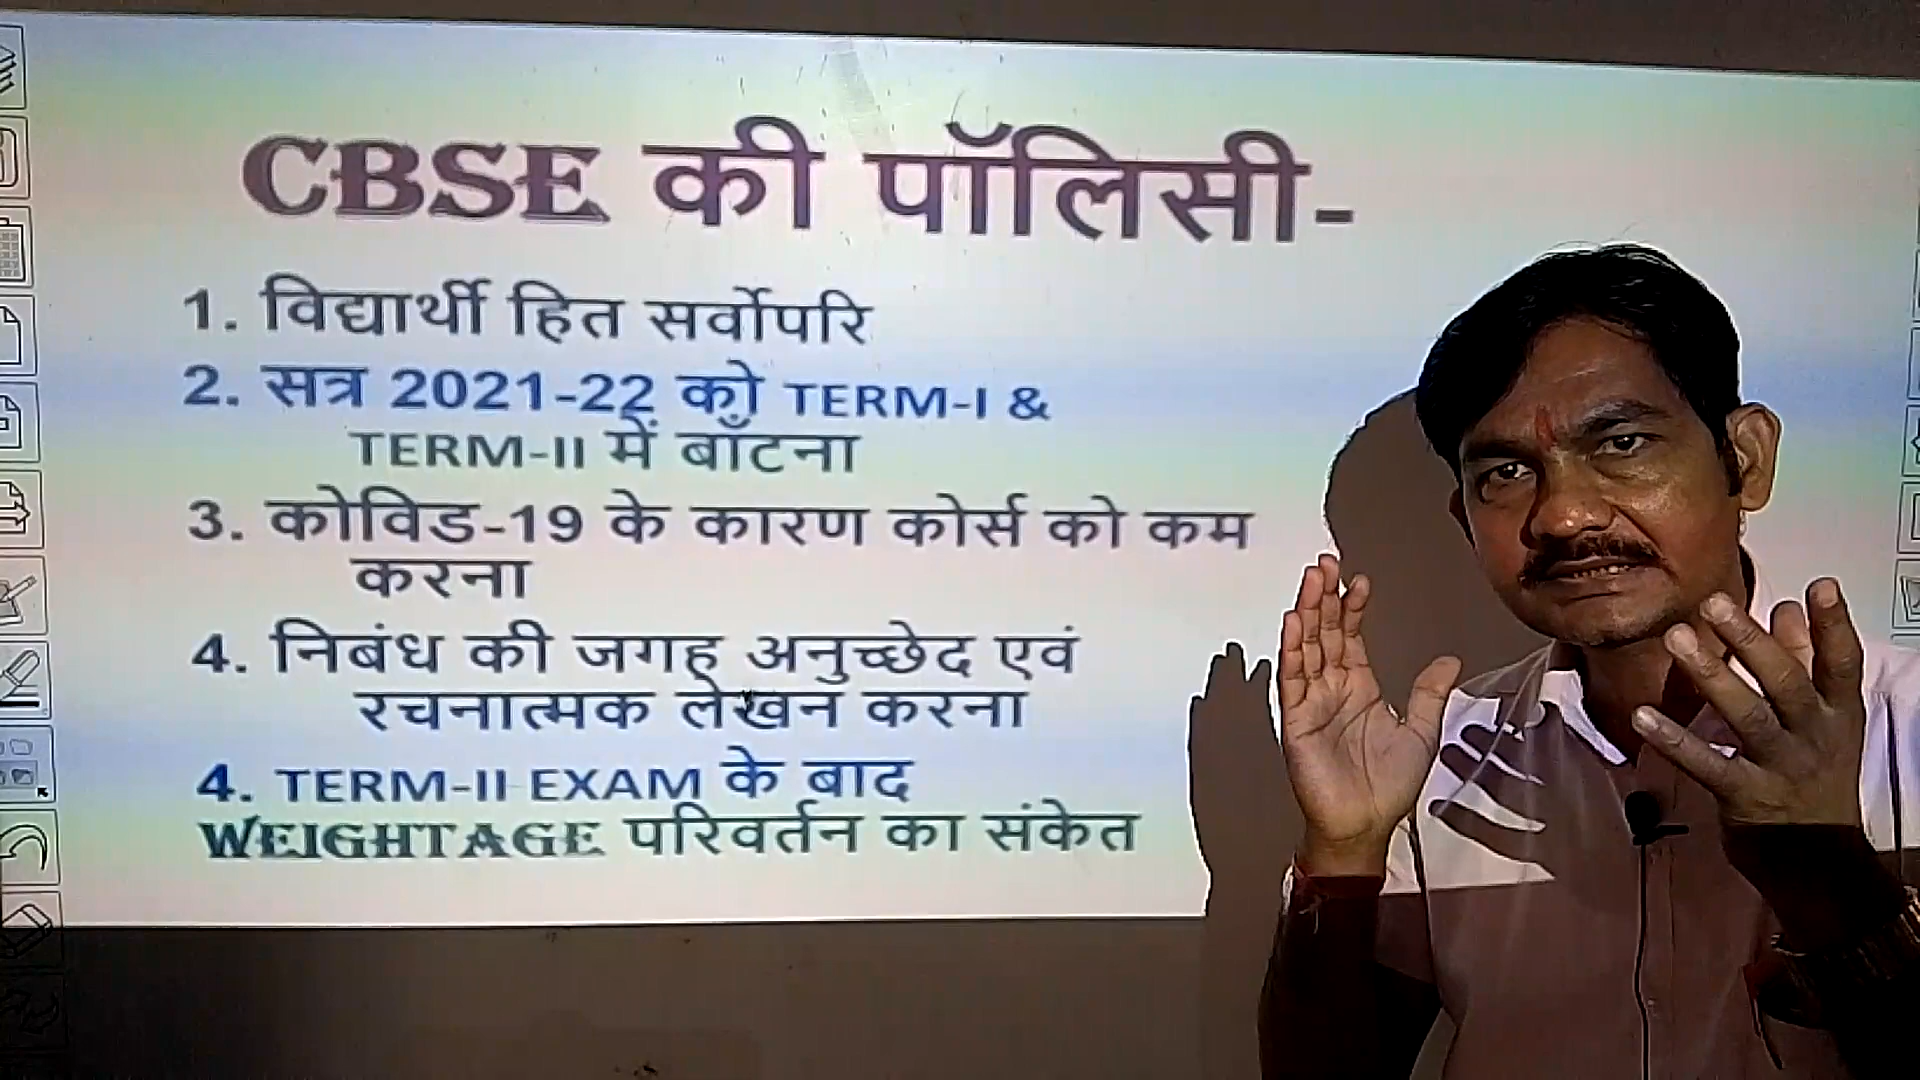 CBSE की पॉलिसी-
1. विद्यार्थी हित सर्वोपरि
2. सत्र 2021-22 को TERM-I &
TERM-II में बाँटना
3. कोविड-19 के कारण कोर्स को कम
करना
4. निबंध की जगह अनुच्छेद एवं
रचनात्मक लेखन करना
4. TERM-II EXAM के बाद
WEIGHTAGE परिवर्तन का संकेत